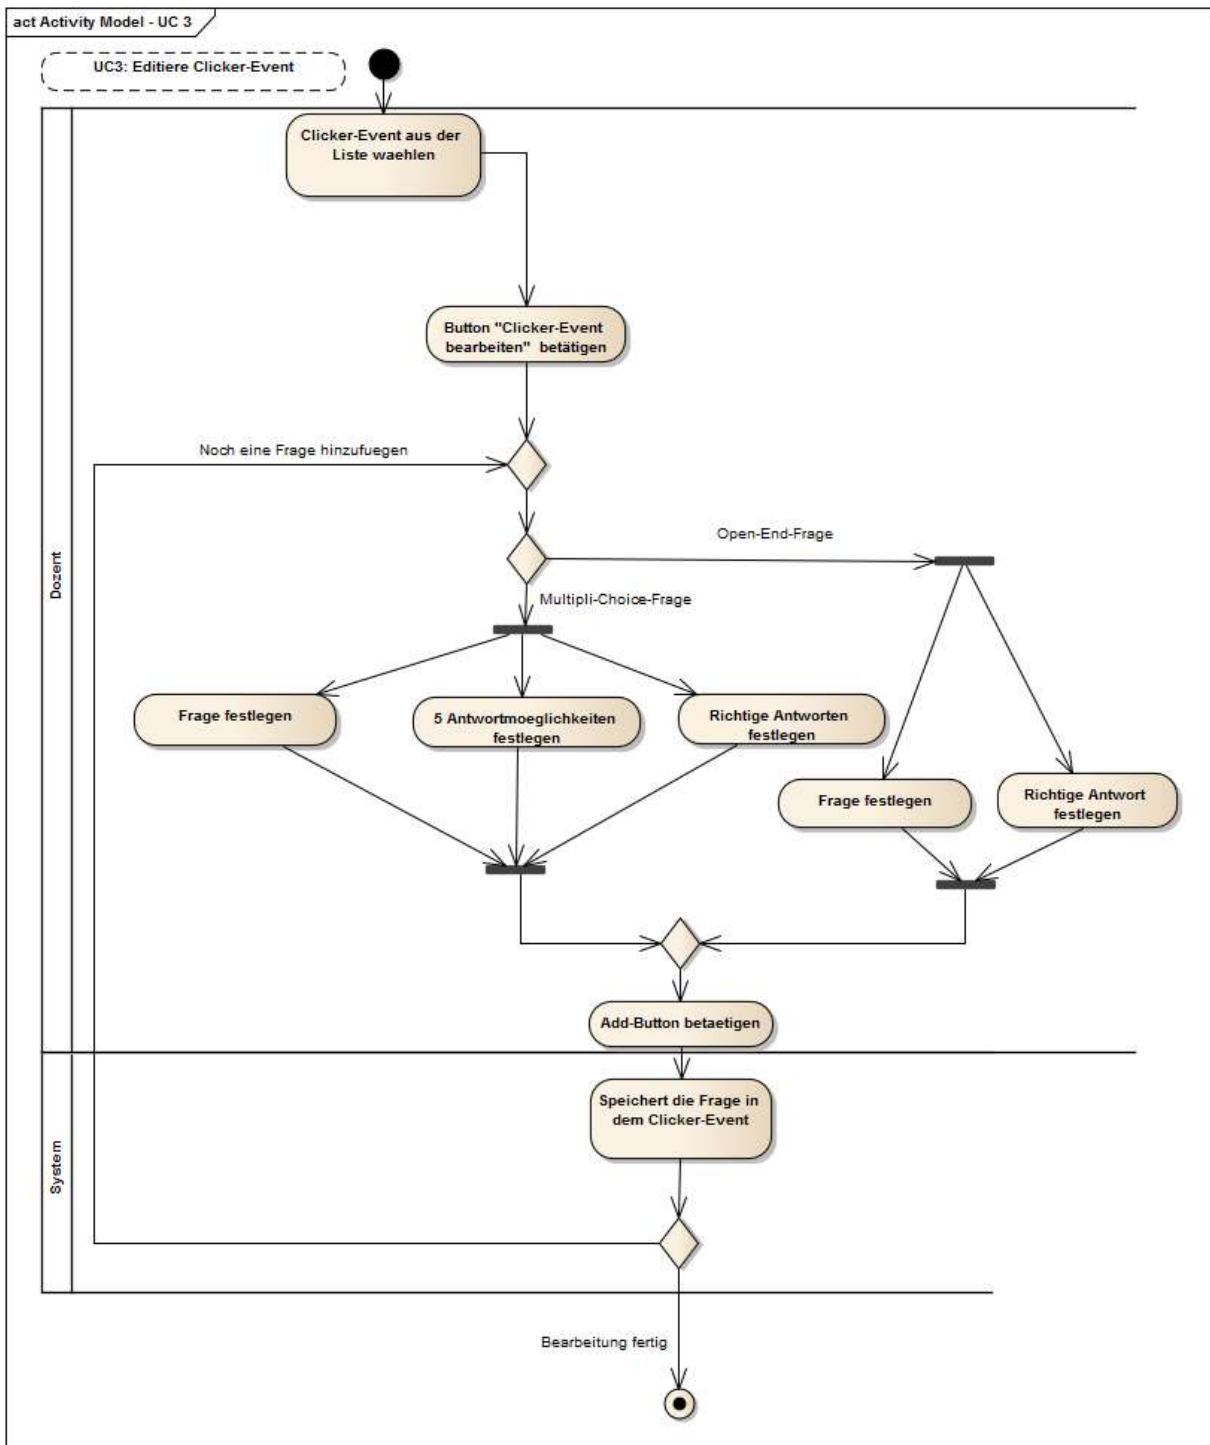 act Activity Model - UC 3
UC3: Editiere Clicker-Event
Clicker-Event aus der
Liste waehlen
Button "Clicker-Event
bearbeiten" betätigen
Noch eine Frage hinzufuegen
Open-End-Frage
Dozent
Multipli-Choice-Frage
Frage festlegen
5 Antwortmoeglichkeiten
festlegen
Richtige Antworten
festlegen
Frage festlegen
Richtige Antwort
festlegen
Add-Button betaetigen
Speichert die Frage in
dem Clicker-Event
System
Bearbeitung fertig